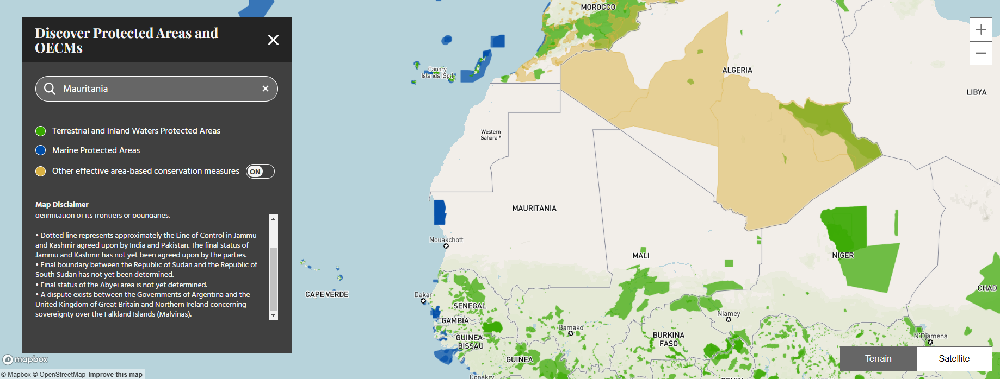 Discover Protected Areas and
OECMs
Mauritania
Terrestrial and Inland Waters Protected Areas
Marine Protected Areas
Other effective area-based conservation measures
ON
Map Disclaimer
delimitation of its frontiers or boundaries.
• Dotted line represents approximately the Line of Control in Jammu
and Kashmir agreed upon by India and Pakistan. The final status of
Jammu and Kashmir has not yet been agreed upon by the parties.
• Final boundary between the Republic of Sudan and the Republic of
South Sudan has not yet been determined.
• Final status of the Abyei area is not yet determined.
• A dispute exists between the Governments of Argentina and the
United Kingdom of Great Britain and Northern Ireland concerning
sovereignty over the Falkland Islands (Malvinas).
mapbox
© Mapbox © OpenStreetMap Improve this map
MOROCCO
Canary
Islands (Sp.)
ALGERIA
LIBYA
Western
Sahara *
MAURITANIA
Nouakchott
MALI
NIGER
CHAD
CAPE VERDE
Dakar
SENEGAL
GAMBIA
GUINEA-
BISSAU
Bamako
Niamey
BURKINA
FASO
N'Djamena
GUINEA
Conakry
BENIN
+
−
Terrain
Satellite